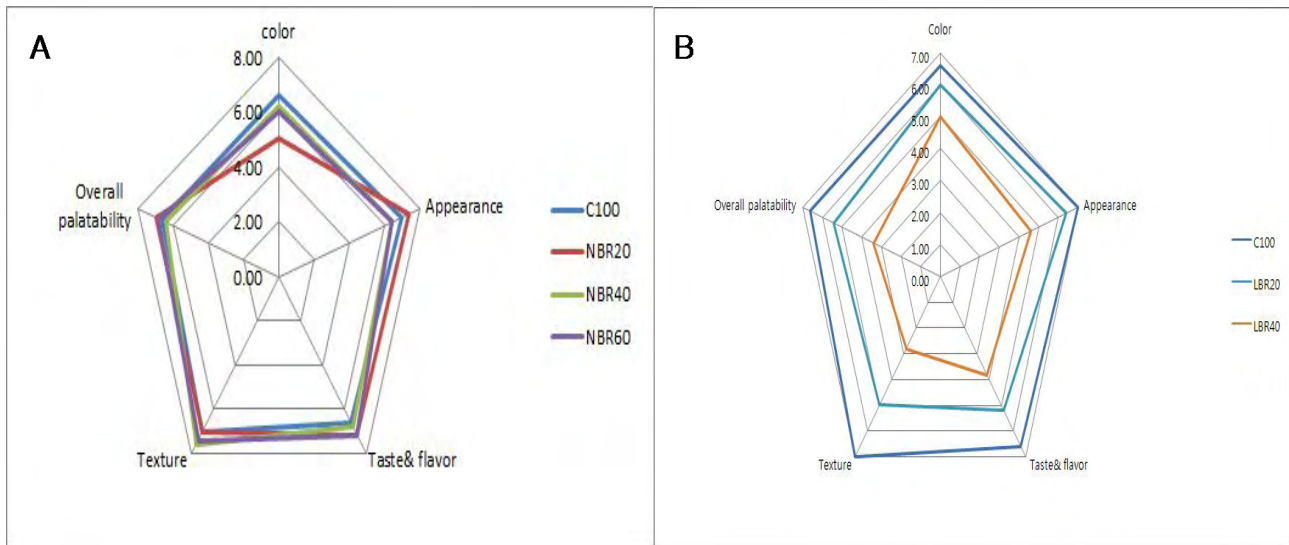 A
color
8.00
6.00
4.00
2.00
0.00
Overall
palatability
Appearance
Texture
Taste& flavor
C100
NBR20
NBR40
NBR60
B
Color
7.00
6.00
5.00
4.00
3.00
2.00
1.00
0.00
Overall palatability
Appearance
Texture
Taste& flavor
C100
LBR20
LBR40